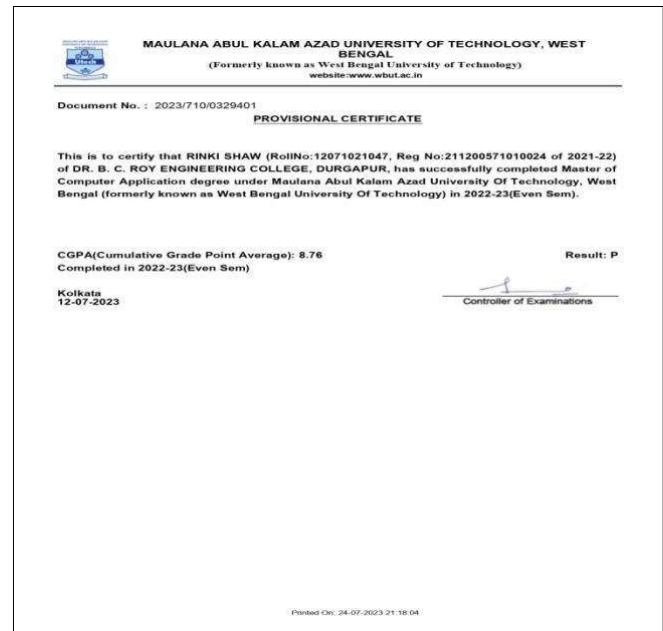 MAULANA ABUL KALAM AZAD UNIVERSITY OF TECHNOLOGY, WEST
BENGAL
(Formerly known as West Bengal University of Technology)
website:www.wbut.ac.in
Utech
Document No. : 2023/710/0329401
PROVISIONAL CERTIFICATE
This is to certify that RINKI SHAW (RollNo:12071021047, Reg No:211200571010024 of 2021-22)
of DR. B. C. ROY ENGINEERING COLLEGE, DURGAPUR, has successfully completed Master of
Computer Application degree under Maulana Abul Kalam Azad University Of Technology, West
Bengal (formerly known as West Bengal University Of Technology) in 2022-23(Even Sem).
CGPA(Cumulative Grade Point Average): 8.76 Result: P
Completed in 2022-23(Even Sem)
Kolkata
12-07-2023 Controller of Examinations
Printed On: 24-07-2023 21:18:04